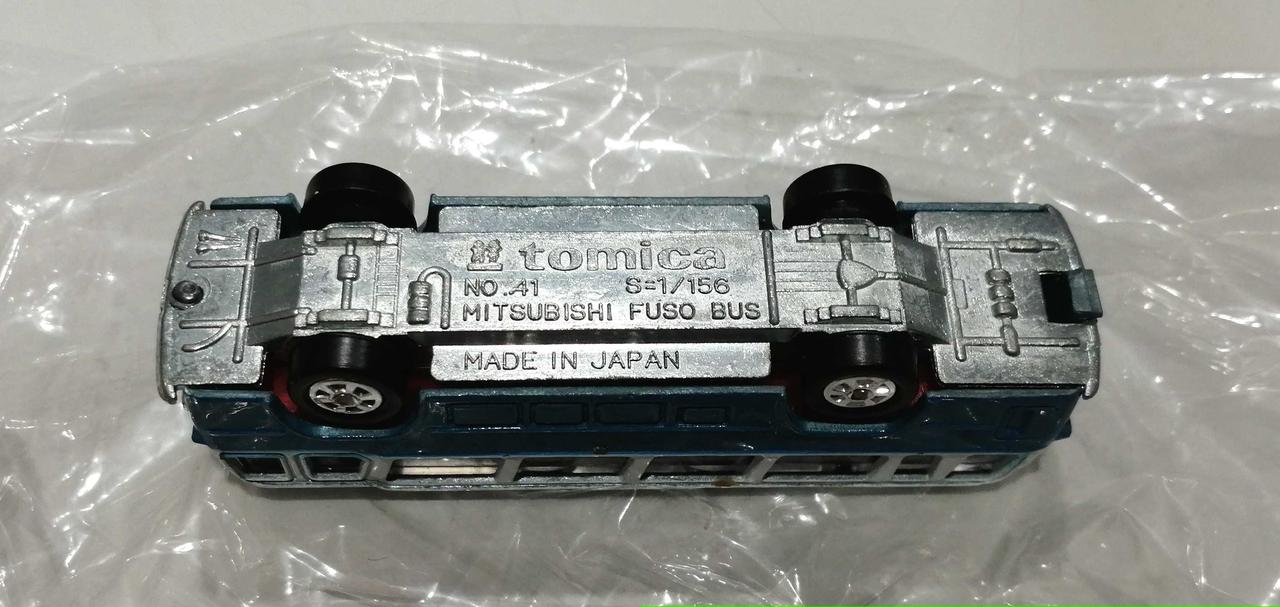 tomica
NO.41 S=1/156
MITSUBISHI FUSO BUS
MADE IN JAPAN